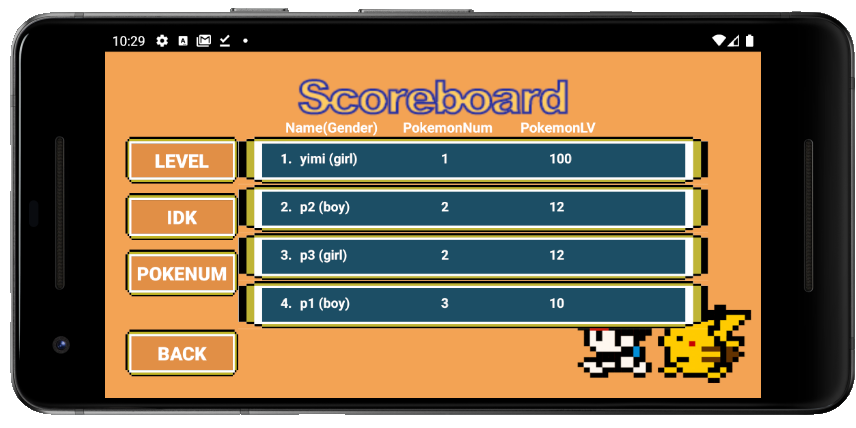 10:29
Scoreboard
Name(Gender) PokemonNum PokemonLV
LEVEL
1. yimi (girl) 1 100
IDK
2. p2 (boy) 2 12
POKENUM
3. p3 (girl) 2 12
4. p1 (boy) 3 10
BACK